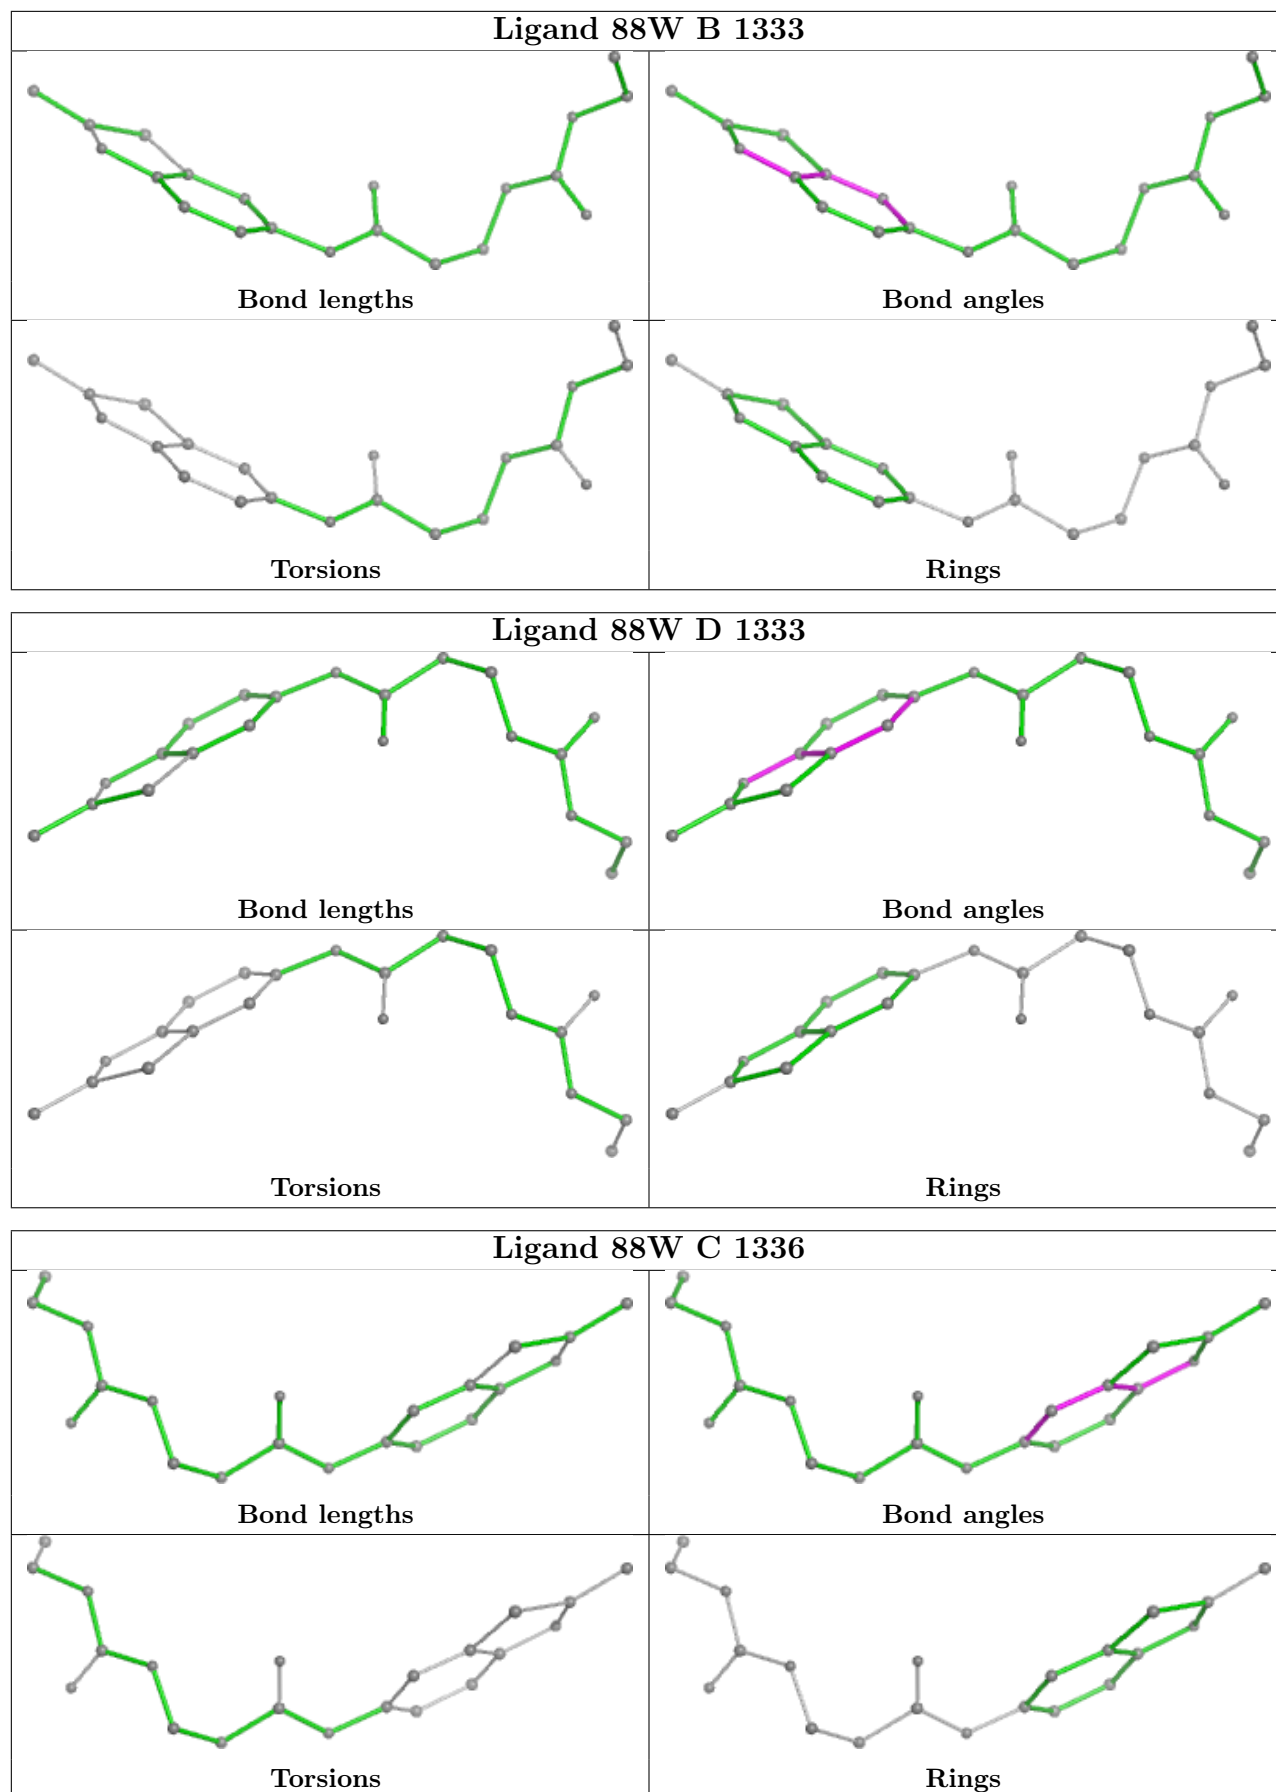 Ligand 88W B 1333
Bond lengths
Bond angles
Torsions
Rings
Ligand 88W D 1333
Bond lengths
Bond angles
Torsions
Rings
Ligand 88W C 1336
Bond lengths
Bond angles
Torsions
Rings